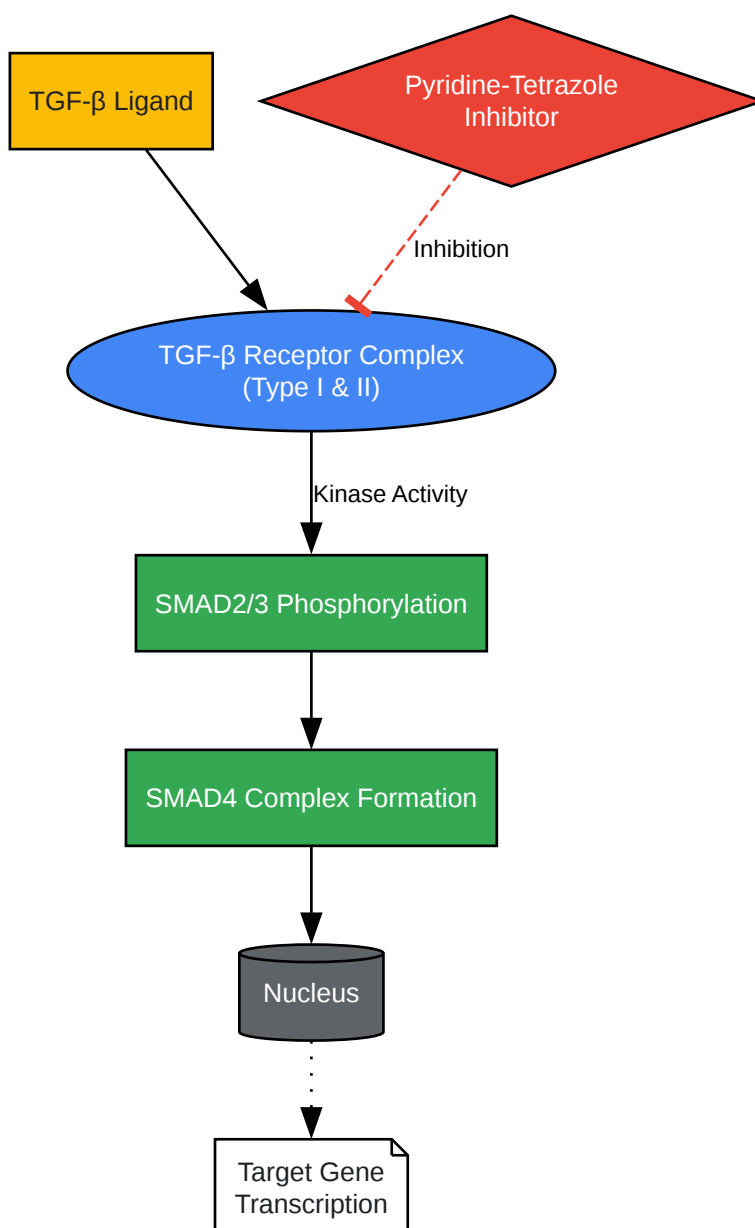 TGF-β Ligand
Pyridine-Tetrazole
Inhibitor
Inhibition
TGF-β Receptor Complex
(Type I & II)
Kinase Activity
SMAD2/3 Phosphorylation
SMAD4 Complex Formation
Nucleus
Target Gene
Transcription